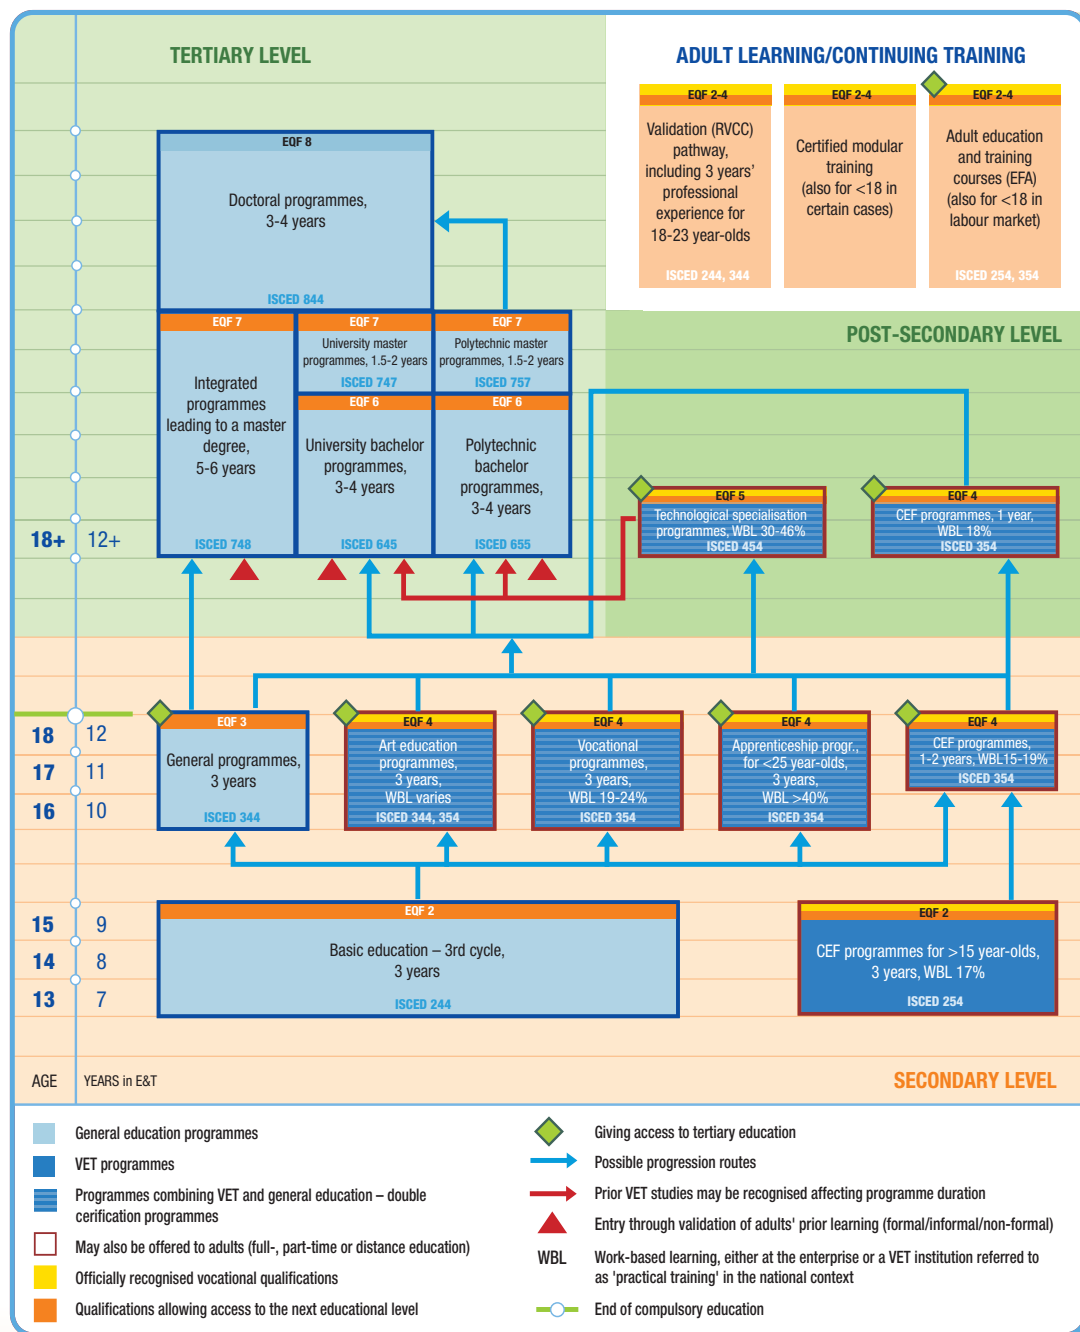 TERTIARY LEVEL
ADULT LEARNING/CONTINUING TRAINING
EQF 2-4
Validation (RVCC)
pathway,
including 3 years'
professional
experience for
18-23 year-olds
ISCED 244, 344
EQF 2-4
Certified modular
training
(also for <18 in
certain cases)
EQF 2-4
Adult education
and training
courses (EFA)
(also for <18 in
labour market)
ISCED 254, 354
EQF 8
Doctoral programmes,
3-4 years
ISCED 844
POST-SECONDARY LEVEL
EQF 7
Integrated
programmes
leading to a master
degree,
5-6 years
ISCED 748
EQF 7
University master
programmes, 1.5-2 years
ISCED 747
EQF 7
Polytechnic master
programmes, 1.5-2 years
ISCED 757
EQF 6
University bachelor
programmes,
3-4 years
ISCED 645
EQF 6
Polytechnic
bachelor
programmes,
3-4 years
ISCED 655
EQF 5
Technological specialisation
programmes, WBL 30-46%
ISCED 454
EQF 4
CEF programmes, 1 year,
WBL 18%
ISCED 354
18+ 12+
18 12
17 11
16 10
EQF 3
General programmes,
3 years
ISCED 344
EQF 4
Art education
programmes,
3 years,
WBL varies
ISCED 344, 354
EQF 4
Vocational
programmes,
3 years,
WBL 19-24%
ISCED 354
EQF 4
Apprenticeship progr.,
for <25 year-olds,
3 years,
WBL >40%
ISCED 354
EQF 4
CEF programmes,
1-2 years, WBL15-19%
ISCED 354
15 9
14 8
13 7
EQF 2
Basic education – 3rd cycle,
3 years
ISCED 244
EQF 2
CEF programmes for >15 year-olds,
3 years, WBL 17%
ISCED 254
AGE YEARS in E&T
SECONDARY LEVEL
General education programmes
VET programmes
Programmes combining VET and general education – double
cerification programmes
May also be offered to adults (full-, part-time or distance education)
Officially recognised vocational qualifications
Qualifications allowing access to the next educational level
Giving access to tertiary education
Possible progression routes
Prior VET studies may be recognised affecting programme duration
Entry through validation of adults' prior learning (formal/informal/non-formal)
WBL Work-based learning, either at the enterprise or a VET institution referred to
as 'practical training' in the national context
End of compulsory education